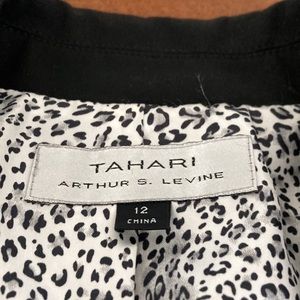 TAHARI
ARTHUR S. LEVINE
12
CHINA